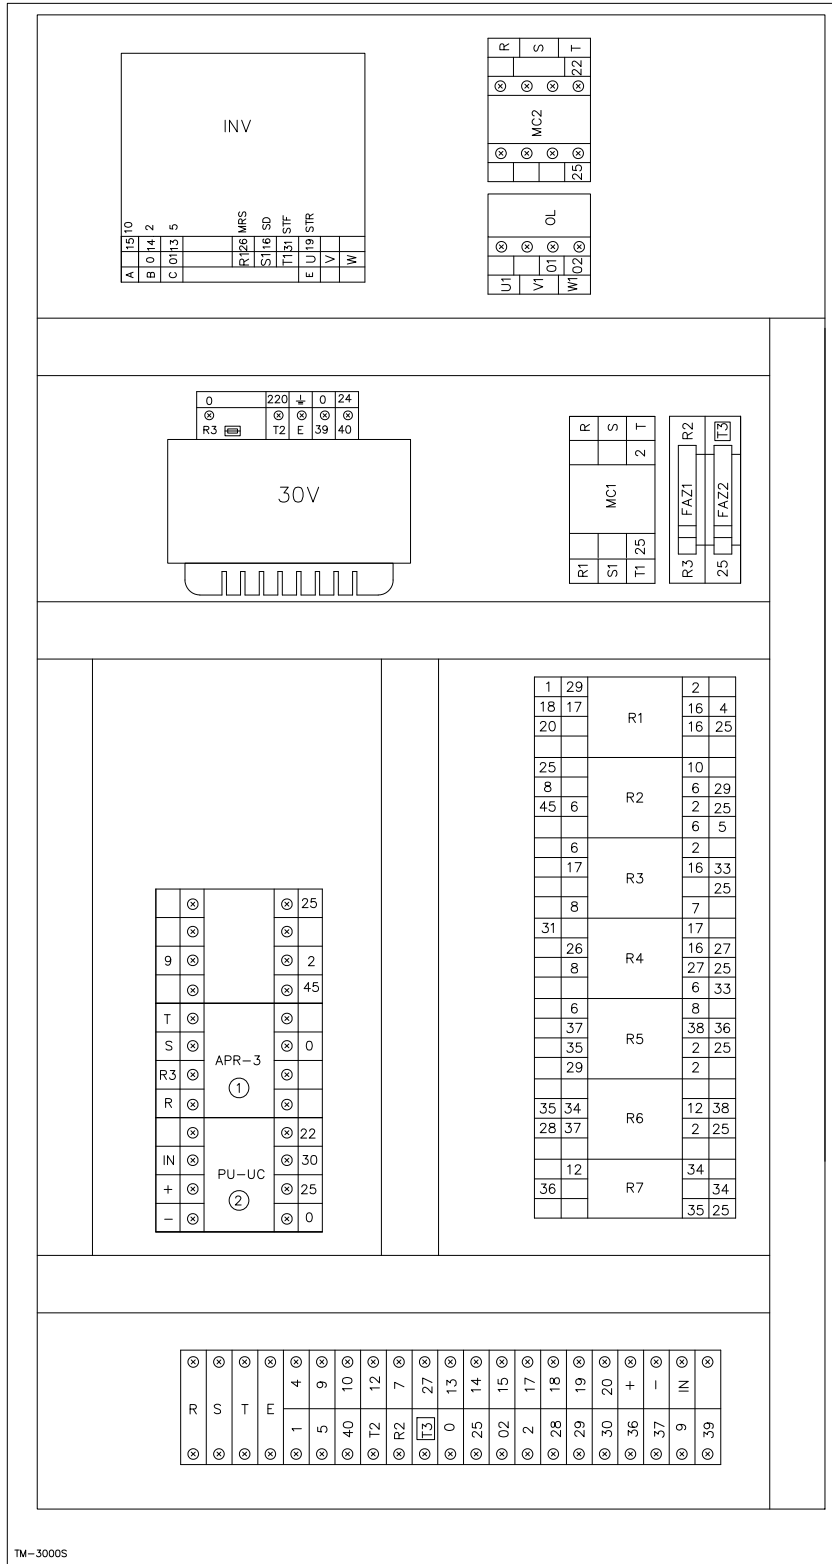 R S T
22
MC2
25
OL
01 02
U1 V1 W1
INV
10 2 5 MRS SD STF STR
15 14 13 26 16 31 19
A B 0 C 01 R1 S1 T1 E U V W
0 220 0 24
R3 T2 E 39 40
30V
R S T
2
MC1
25
R1 S1 T1
R2 T3
FAZ1 FAZ2
R3 25
1 29 2
18 17 R1 16 4
20 16 25
25 10
8 R2 6 29
45 6 2 25
6 5
6 2
17 R3 16 33
25
8 7
31 17
26 R4 16 27
8 27 25
6 33
6 8
37 R5 38 36
35 2 25
29 2
35 34 R6 12 38
28 37 2 25
12 34
36 R7 34
35 25
25
9 2
45
T
S 0
APR-3
R3
1
R
22
IN 30
PU-UC
+ 25
2
- 0
4 9 10 12 7 27 13 14 15 17 18 19 20 + - IN
R S T E
1 5 40 T2 R2 T3 0 25 02 2 28 29 30 36 37 9 39
TM-3000S